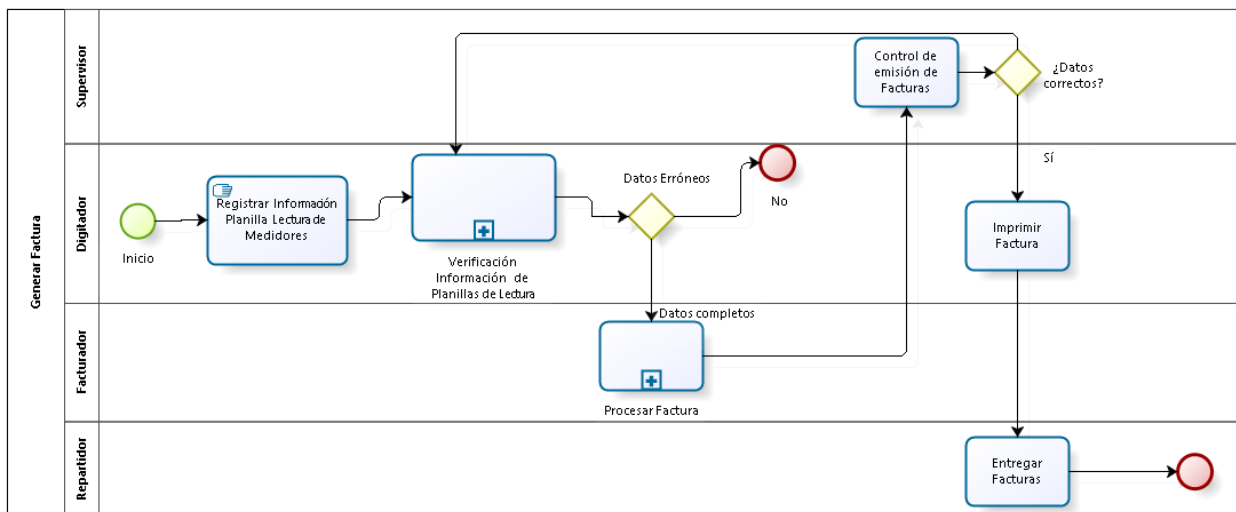 Generar Factura
Supervisor
Control de
emisión de
Facturas
¿Datos
correctos?
Sí
Digitador
Inicio
Registrar Información
Planilla Lectura de
Medidores
Verificación
Información de
Planillas de Lectura
Datos Erróneos
No
Imprimir
Factura
Facturador
Datos completos
Procesar Factura
Repartidor
Entregar
Facturas